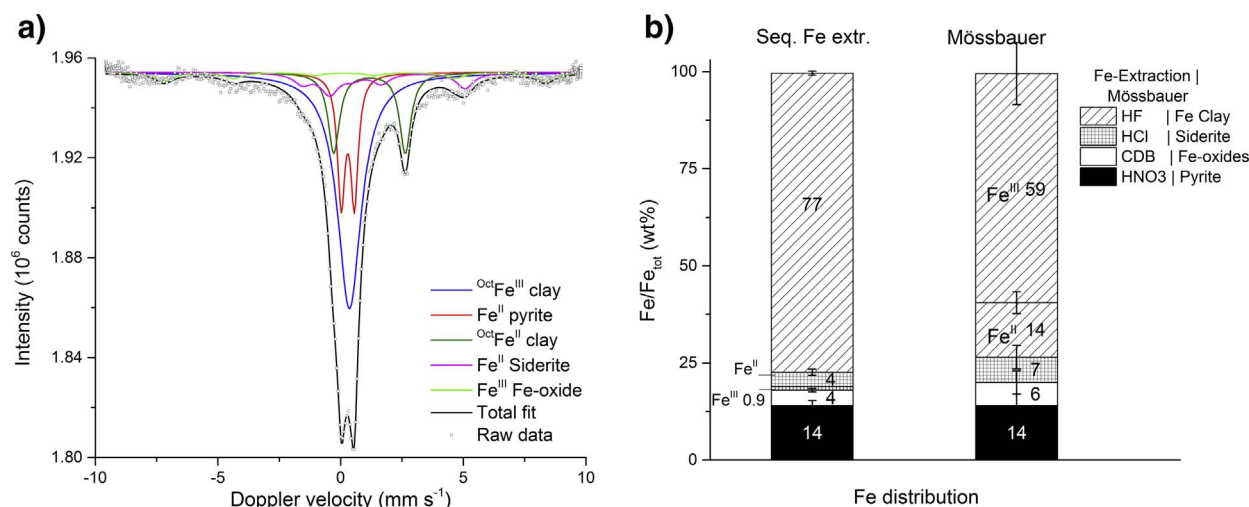 a)
1.96
1.92
1.88
1.84
1.80
Intensity (10⁶ counts)
-10 -5 0 5 10
Doppler velocity (mm s⁻¹)
ᴼᶜᵗFeᴵᴵᴵ clay
Feᴵᴵ pyrite
ᴼᶜᵗFeᴵᴵ clay
Feᴵᴵ Siderite
Feᴵᴵᴵ Fe-oxide
Total fit
Raw data
b)
Seq. Fe extr. Mössbauer
100
75
50
25
0
Fe/Fetot (wt%)
77
Feᴵᴵ
4
Feᴵᴵᴵ 0.9
4
14
Feᴵᴵᴵ 59
Feᴵᴵ 14
7
6
14
Fe distribution
Fe-Extraction |
Mössbauer
HF | Fe Clay
HCl | Siderite
CDB | Fe-oxides
HNO3 | Pyrite